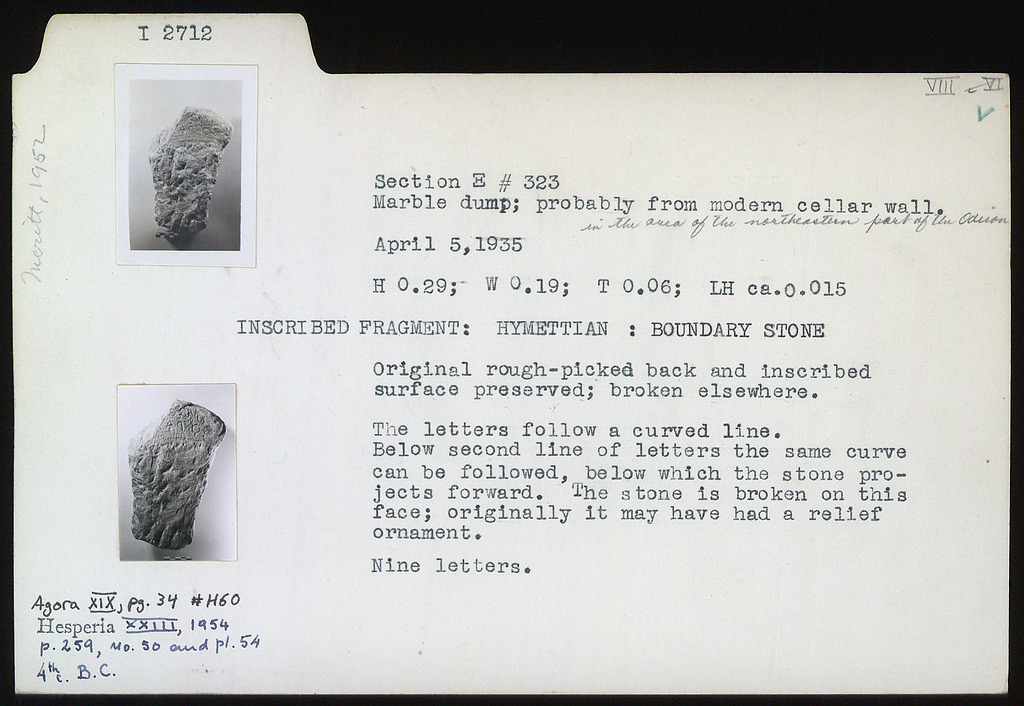 I 2712
VIII - VI
Meritt, 1952
Section Ξ # 323
Marble dump; probably from modern cellar wall.
in the area of the northeastern part of the Odeion
April 5,1935
H 0.29; W 0.19; T 0.06; LH ca.0.015
INSCRIBED FRAGMENT: HYMETTIAN : BOUNDARY STONE
Original rough-picked back and inscribed
surface preserved; broken elsewhere.
The letters follow a curved line.
Below second line of letters the same curve
can be followed, below which the stone pro-
jects forward. The stone is broken on this
face; originally it may have had a relief
ornament.
Nine letters.
Agora XIX, pg. 34 #H60
Hesperia XXIII, 1954
p. 259, no. 50 and pl. 54
4th c. B.C.